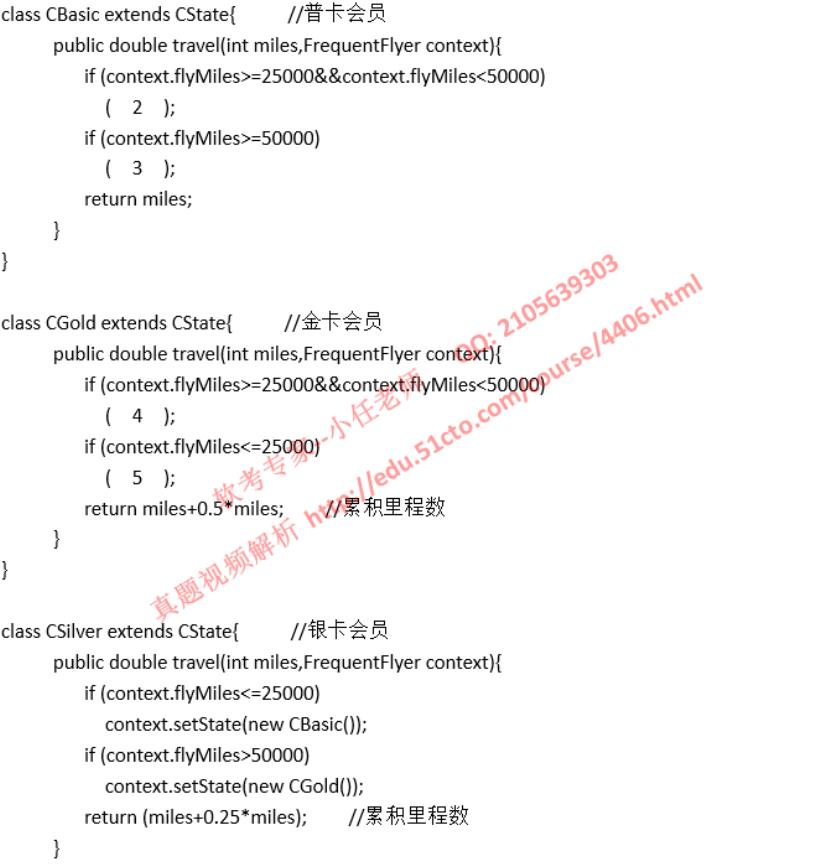 class CBasic extends CState{ //普卡会员
public double travel(int miles,FrequentFlyer context){
if (context.flyMiles>=25000&&context.flyMiles<50000)
( 2 );
if (context.flyMiles>=50000)
( 3 );
return miles;
}
}
class CGold extends CState{ //金卡会员
public double travel(int miles,FrequentFlyer context){
if (context.flyMiles>=25000&&context.flyMiles<50000)
( 4 );
if (context.flyMiles<=25000)
( 5 );
return miles+0.5*miles; //累积里程数
}
}
class CSilver extends CState{ //银卡会员
public double travel(int miles,FrequentFlyer context){
if (context.flyMiles<=25000)
context.setState(new CBasic());
if (context.flyMiles>50000)
context.setState(new CGold());
return (miles+0.25*miles); //累积里程数
}
软考专家--小任老师 QQ: 2105639303
真题视频解析 http://edu.51cto.com/course/4406.html